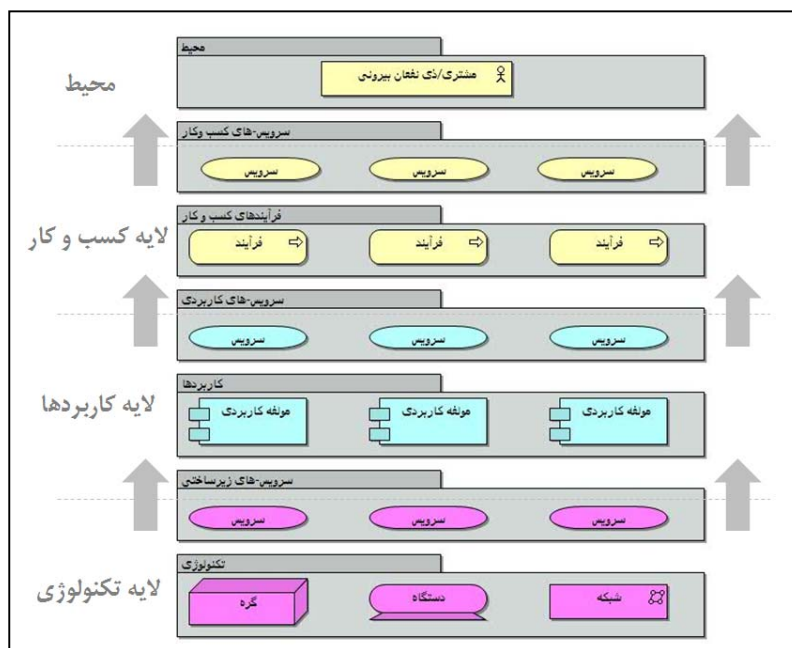 محیط
محیط
مشتری/ذی نفعان بیرونی
سرویس-های کسب وکار
سرویس
سرویس
سرویس
لایه کسب و کار
فرآیندهای کسب و کار
فرآیند
فرآیند
فرآیند
سرویس-های کاربردی
سرویس
سرویس
سرویس
لایه کاربردها
کاربردها
مولفه کاربردی
مولفه کاربردی
مولفه کاربردی
سرویس-های زیرساختی
سرویس
سرویس
سرویس
لایه تکنولوژی
تکنولوژی
شبکه
دستگاه
گره